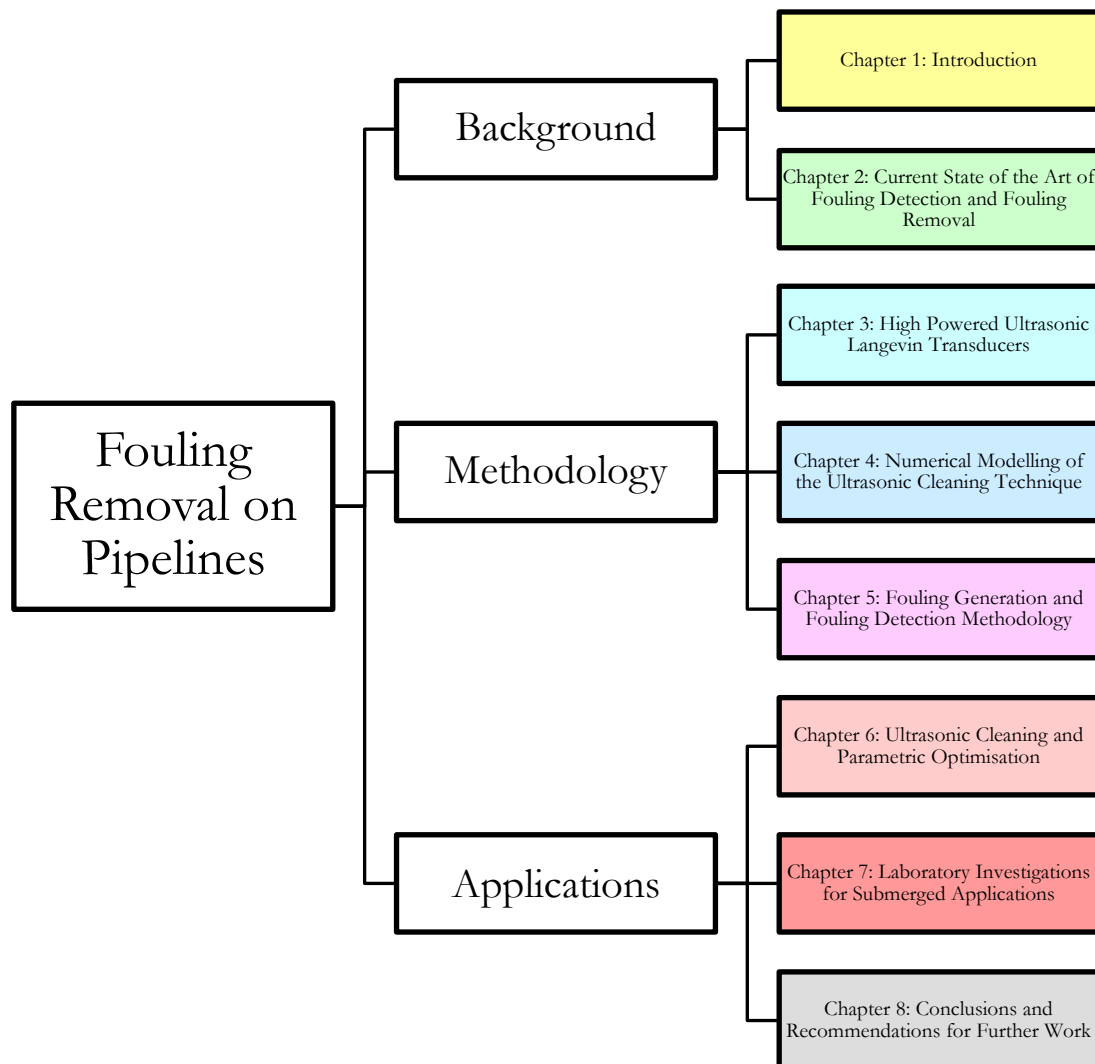 Fouling
Removal on
Pipelines
Background
Chapter 1: Introduction
Chapter 2: Current State of the Art of
Fouling Detection and Fouling
Removal
Methodology
Chapter 3: High Powered Ultrasonic
Langevin Transducers
Chapter 4: Numerical Modelling of
the Ultrasonic Cleaning Technique
Chapter 5: Fouling Generation and
Fouling Detection Methodology
Applications
Chapter 6: Ultrasonic Cleaning and
Parametric Optimisation
Chapter 7: Laboratory Investigations
for Submerged Applications
Chapter 8: Conclusions and
Recommendations for Further Work